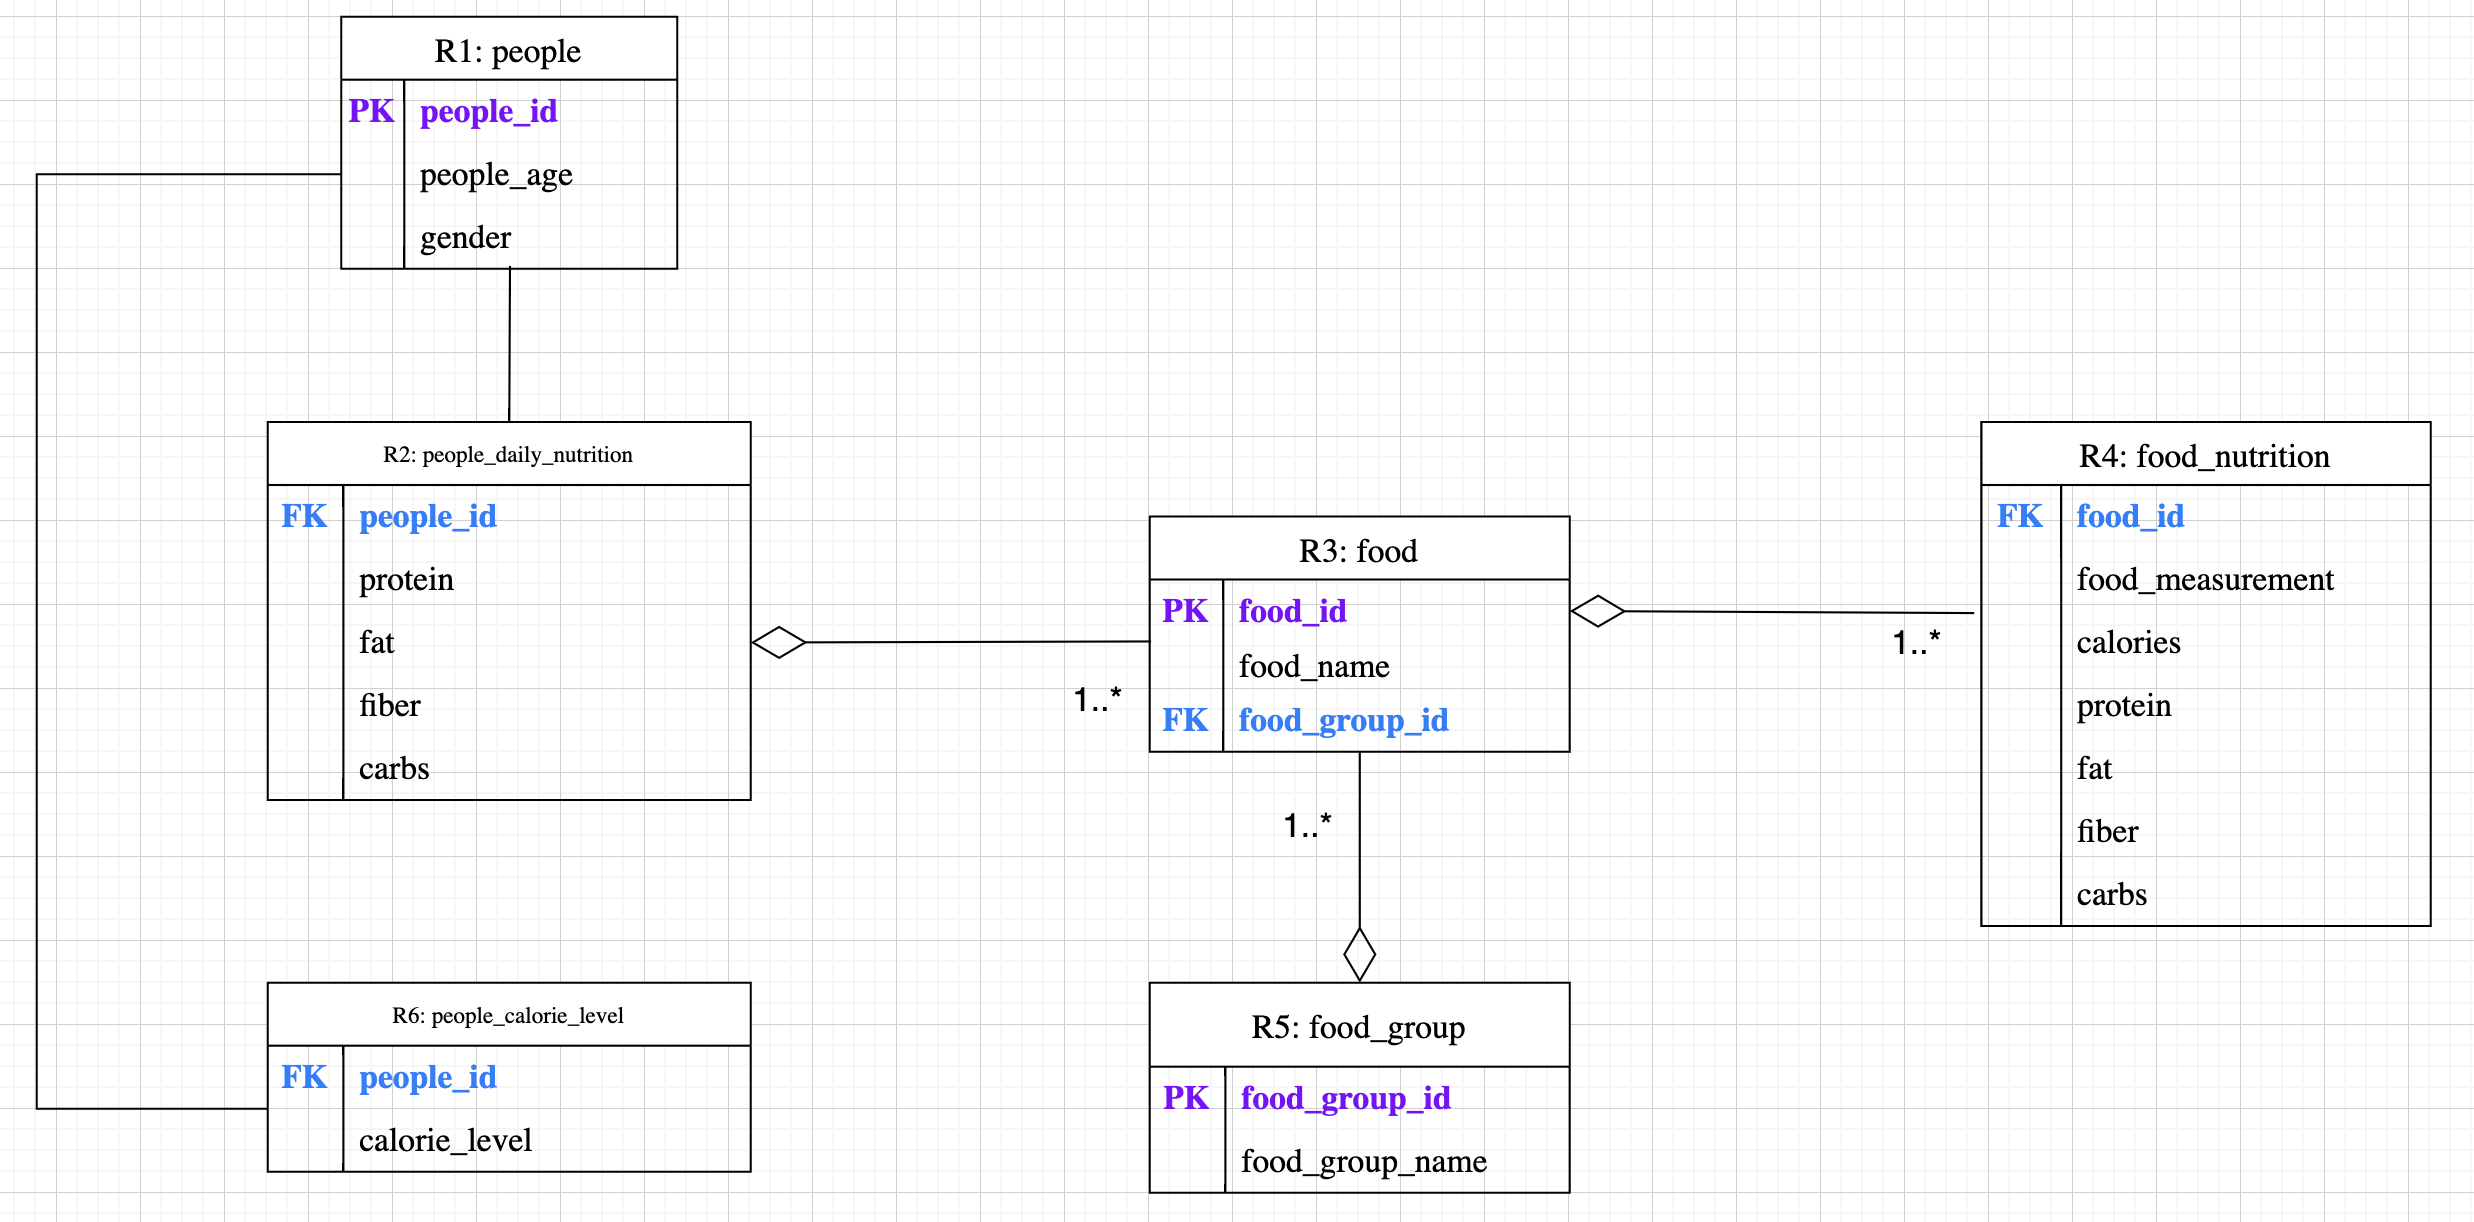 R1: people
PK people_id
people_age
gender
R2: people_daily_nutrition
FK people_id
protein
fat
fiber
carbs
1..*
R3: food
PK food_id
food_name
FK food_group_id
1..*
R4: food_nutrition
FK food_id
food_measurement
calories
protein
fat
fiber
carbs
1..*
R6: people_calorie_level
FK people_id
calorie_level
R5: food_group
PK food_group_id
food_group_name